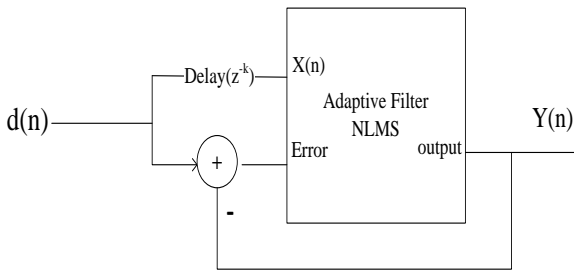 d(n)
Delay(z-k)
X(n)
Adaptive Filter
NLMS
Error
output
Y(n)
+
-